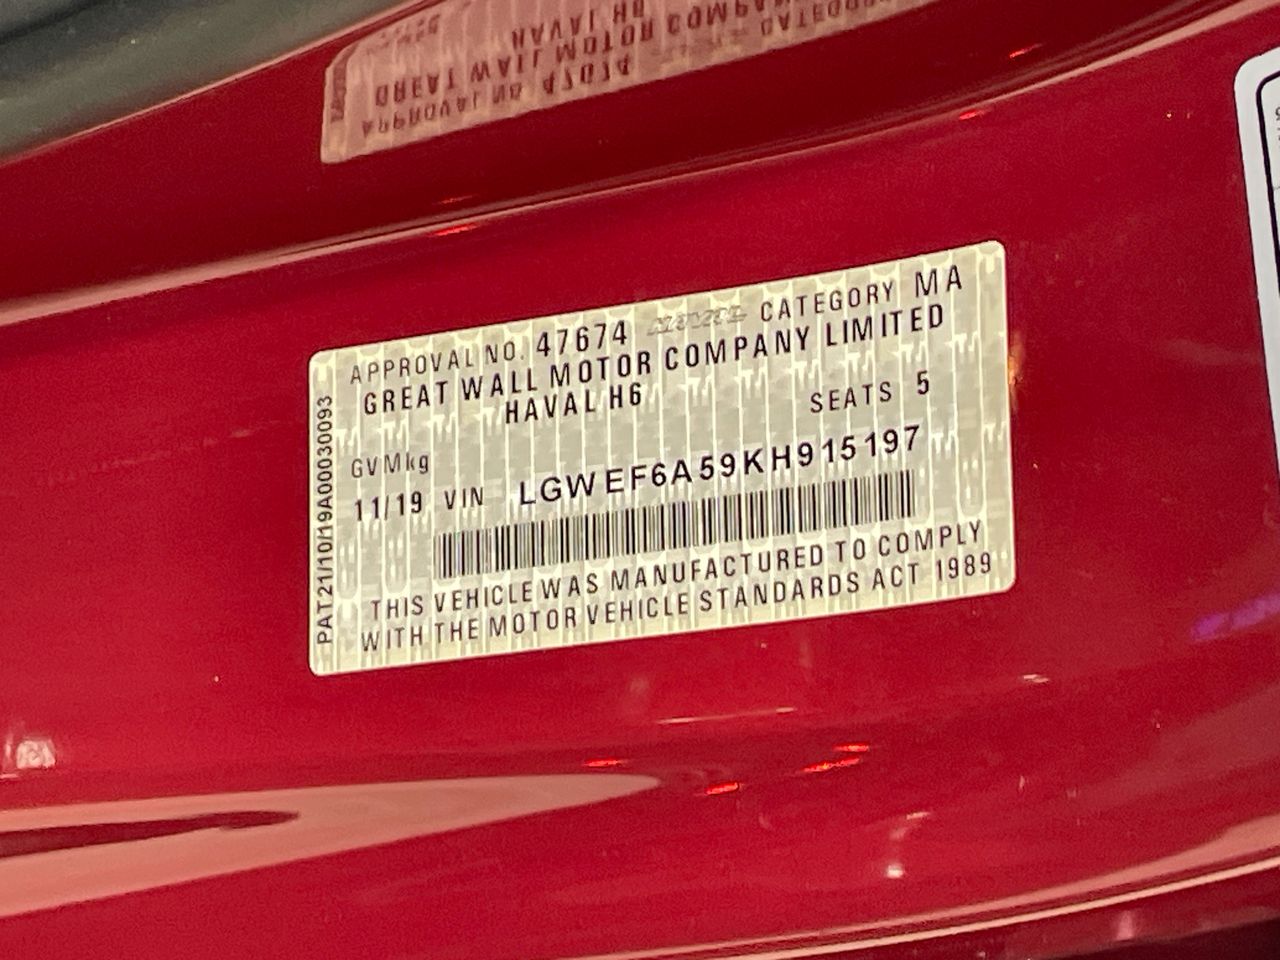 APPROVAL NO. 47674 HAVAL CATEGORY MA
GREAT WALL MOTOR COMPANY LIMITED
HAVAL H6
SEATS 5
GVMkg
11/19 VIN LGWEF6A59KH915197
THIS VEHICLE WAS MANUFACTURED TO COMPLY
WITH THE MOTOR VEHICLE STANDARDS ACT 1989
PAT21/10/19A00030093